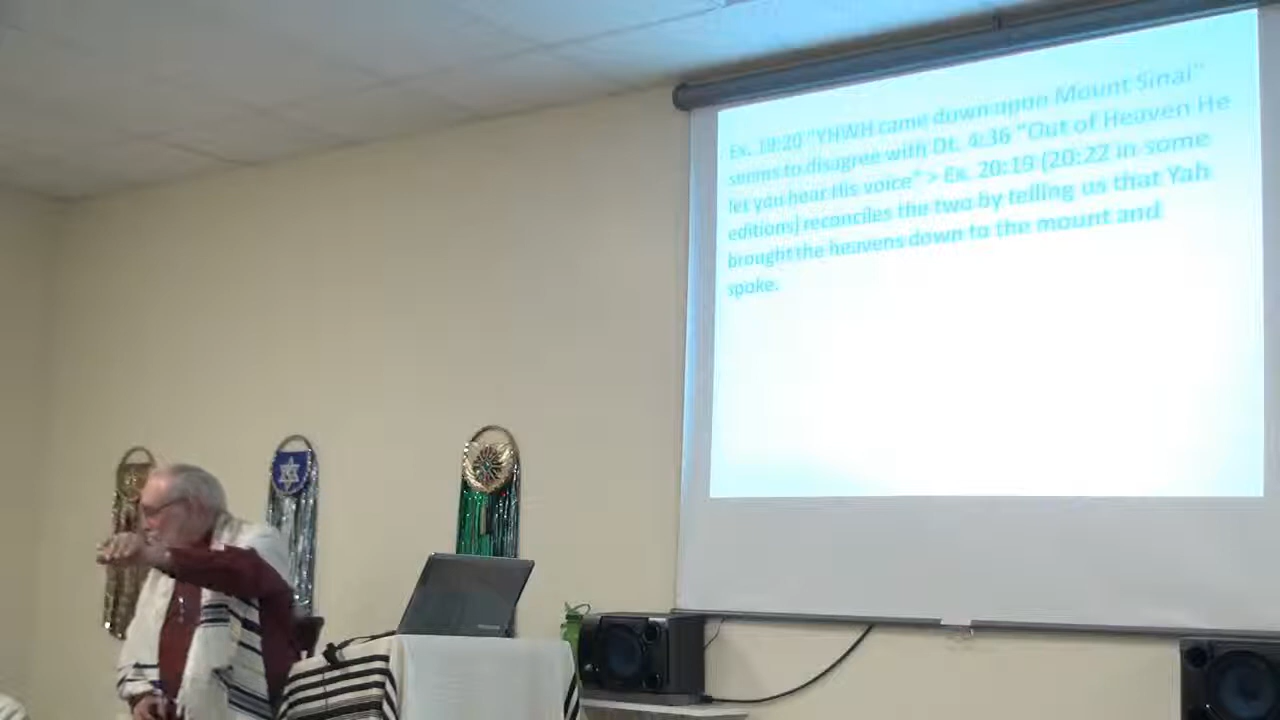 Ex. 19:20 "YHWH came down upon Mount Sinai"
seems to disagree with Dt. 4:36 "Out of Heaven He
let you hear His voice" > Ex. 20:19 (20:22 in some
editions) reconciles the two by telling us that Yah
brought the heavens down to the mount and
spoke.